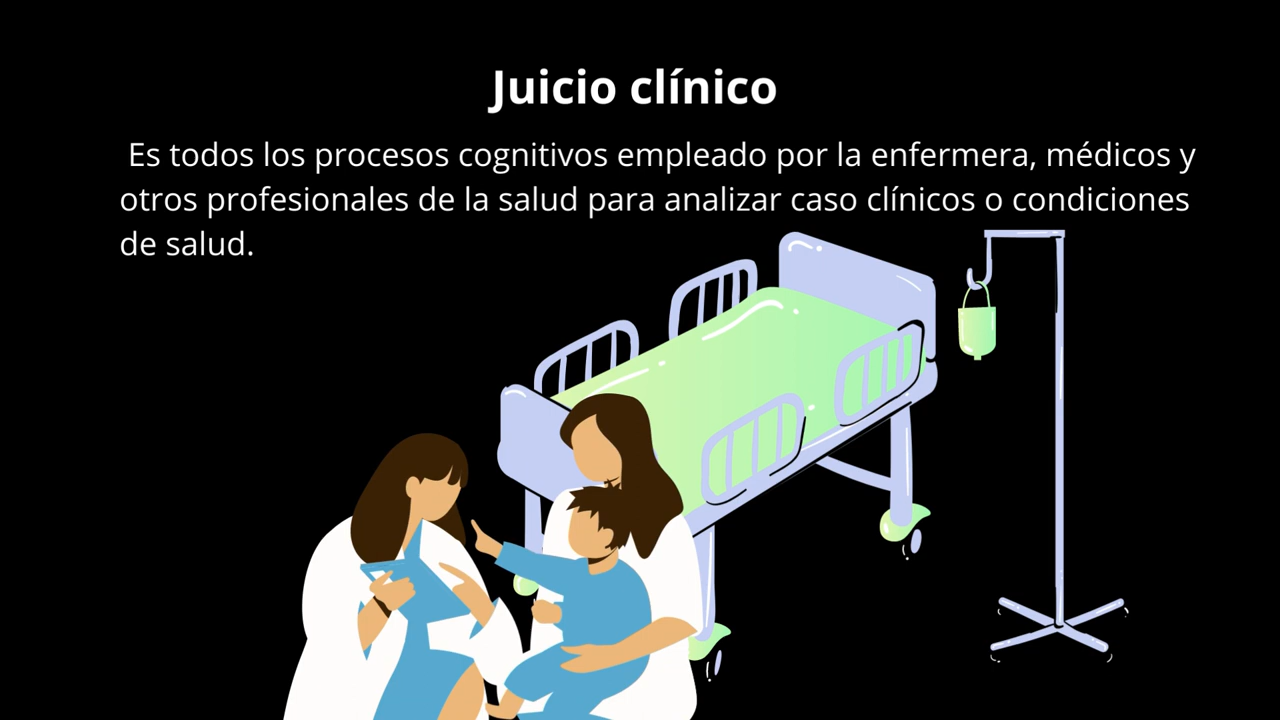 Juicio clínico
Es todos los procesos cognitivos empleado por la enfermera, médicos y
otros profesionales de la salud para analizar caso clínicos o condiciones
de salud.